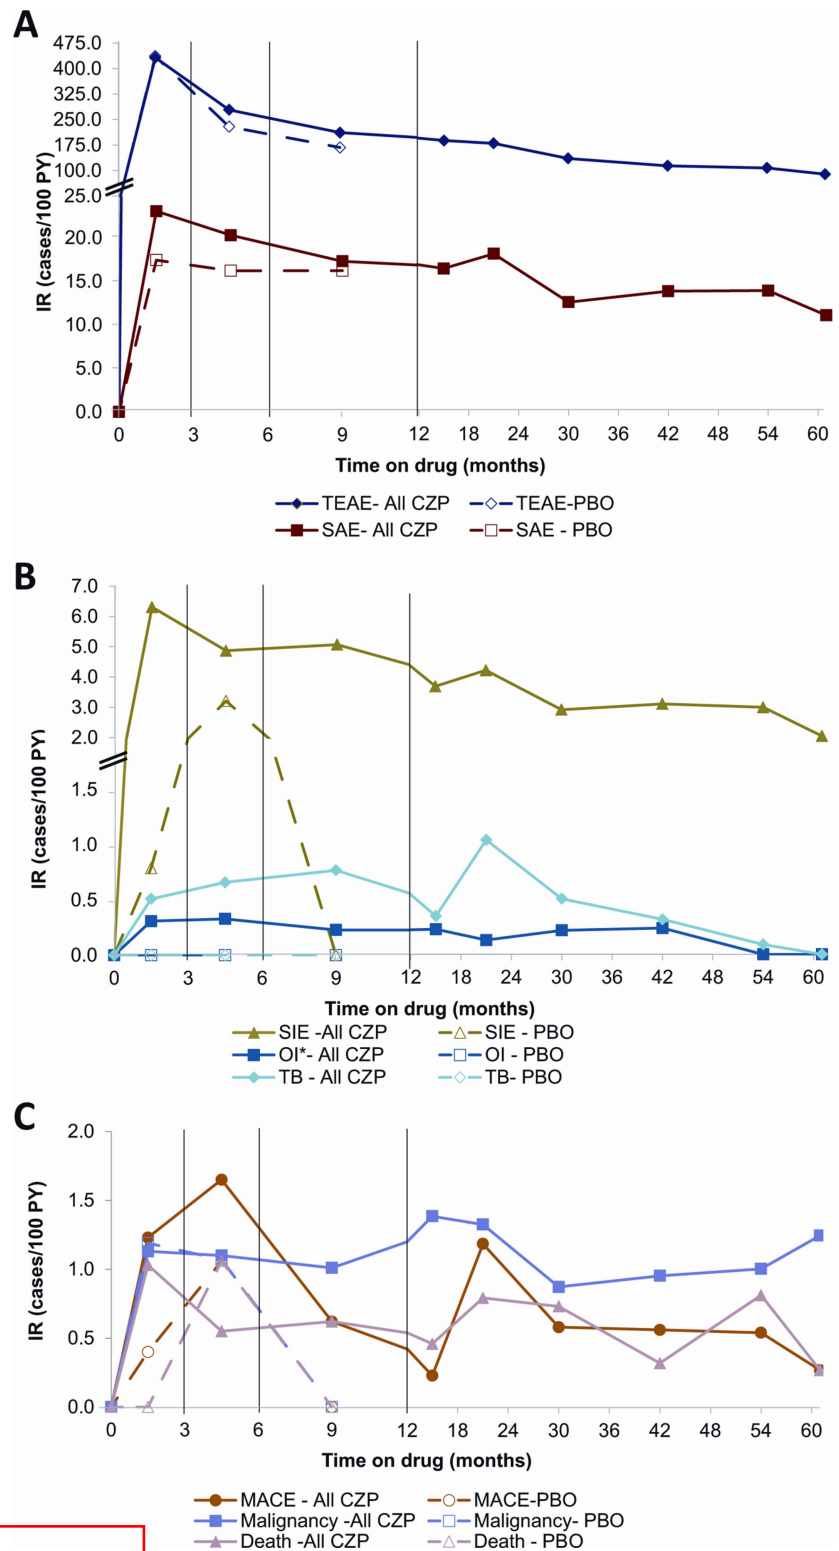 A
475.0
400.0
325.0
250.0
175.0
100.0
25.0
20.0
15.0
10.0
5.0
0.0
IR (cases/100 PY)
0 3 6 9 12 18 24 30 36 42 48 54 60
Time on drug (months)
TEAE- All CZP TEAE-PBO
SAE- All CZP SAE - PBO
B
7.0
6.0
5.0
4.0
3.0
2.0
1.5
1.0
0.5
0.0
IR (cases/100 PY)
0 3 6 9 12 18 24 30 36 42 48 54 60
Time on drug (months)
SIE -All CZP SIE - PBO
OI*- All CZP OI - PBO
TB - All CZP TB- PBO
C
2.0
1.5
1.0
0.5
0.0
IR (cases/100 PY)
0 3 6 9 12 18 24 30 36 42 48 54 60
Time on drug (months)
MACE - All CZP MACE-PBO
Malignancy -All CZP Malignancy- PBO
Death -All CZP Death - PBO